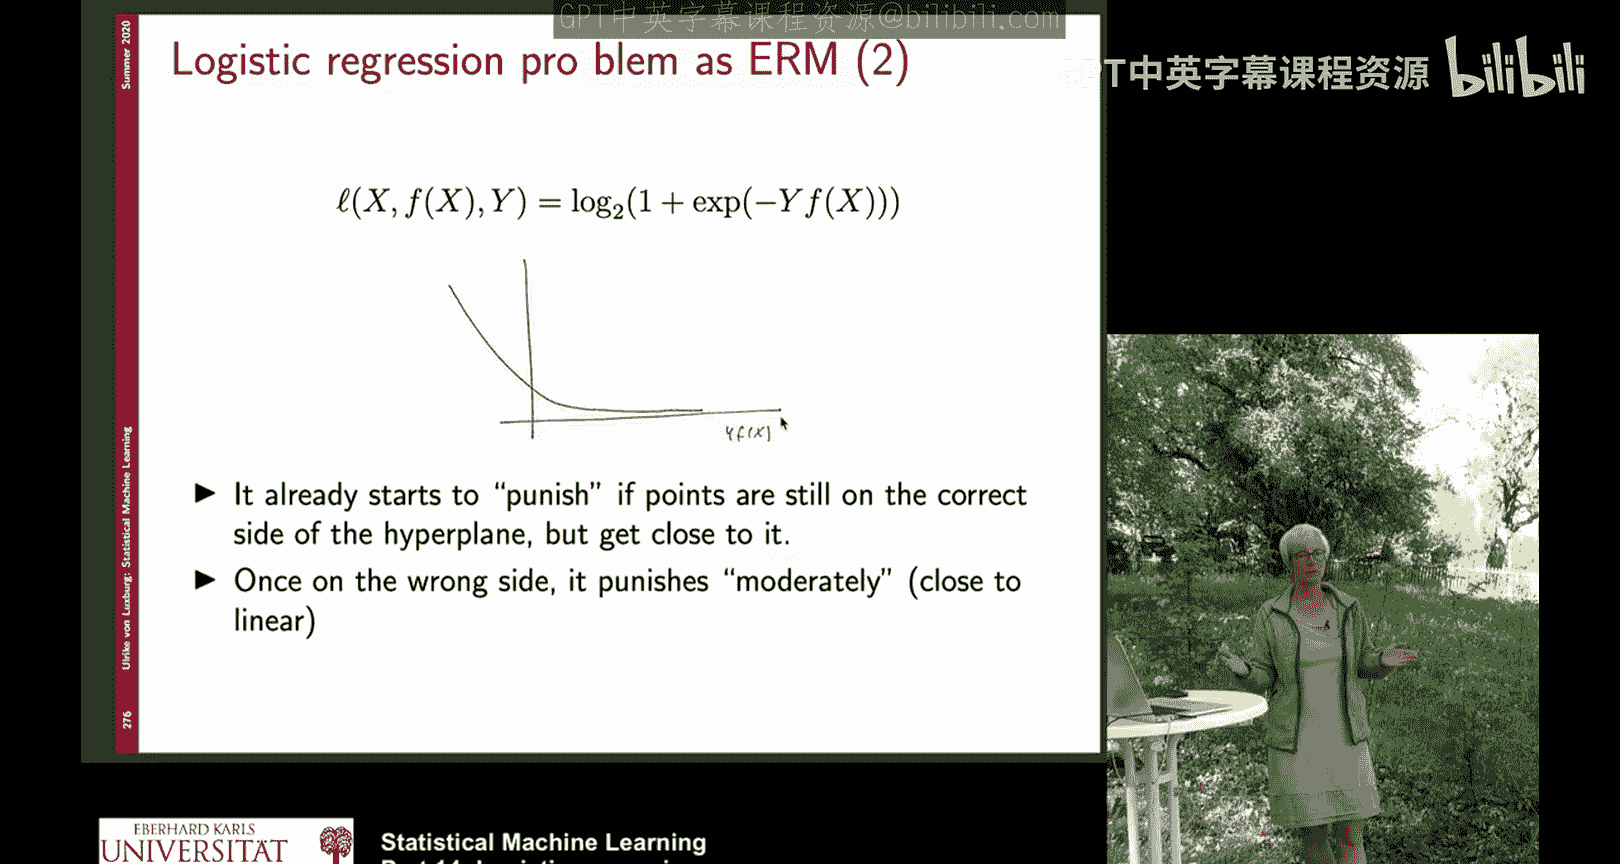 GPT中英字幕课程资源@bilibili.com
Logistic regression pro blem as ERM (2)
PT中英字幕课程资源 bilibili
ℓ(X, f(X), Y) = log₂(1 + exp(−Y f(X)))
Yf(X)
► It already starts to “punish” if points are still on the correct
side of the hyperplane, but get close to it.
► Once on the wrong side, it punishes “moderately” (close to
linear)
Summer 2020
Ulrike von Luxburg: Statistical Machine Learning
276
EBERHARD KARLS
UNIVERSITÄT
Statistical Machine Learning